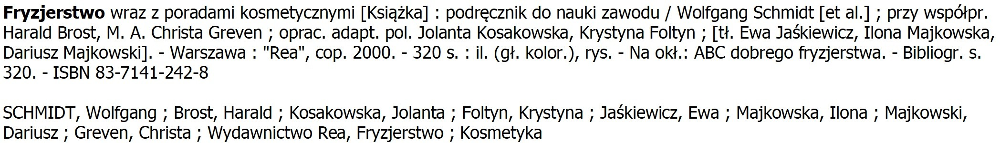 Fryzjerstwo wraz z poradami kosmetycznymi [Książka] : podręcznik do nauki zawodu / Wolfgang Schmidt [et al.] ; przy współpr.
Harald Brost, M. A. Christa Greven ; oprac. adapt. pol. Jolanta Kosakowska, Krystyna Foltyn ; [tł. Ewa Jaśkiewicz, Ilona Majkowska,
Dariusz Majkowski]. - Warszawa : "Rea", cop. 2000. - 320 s. : il. (gł. kolor.), rys. - Na okł.: ABC dobrego fryzjerstwa. - Bibliogr. s.
320. - ISBN 83-7141-242-8
SCHMIDT, Wolfgang ; Brost, Harald ; Kosakowska, Jolanta ; Foltyn, Krystyna ; Jaśkiewicz, Ewa ; Majkowska, Ilona ; Majkowski,
Dariusz ; Greven, Christa ; Wydawnictwo Rea, Fryzjerstwo ; Kosmetyka